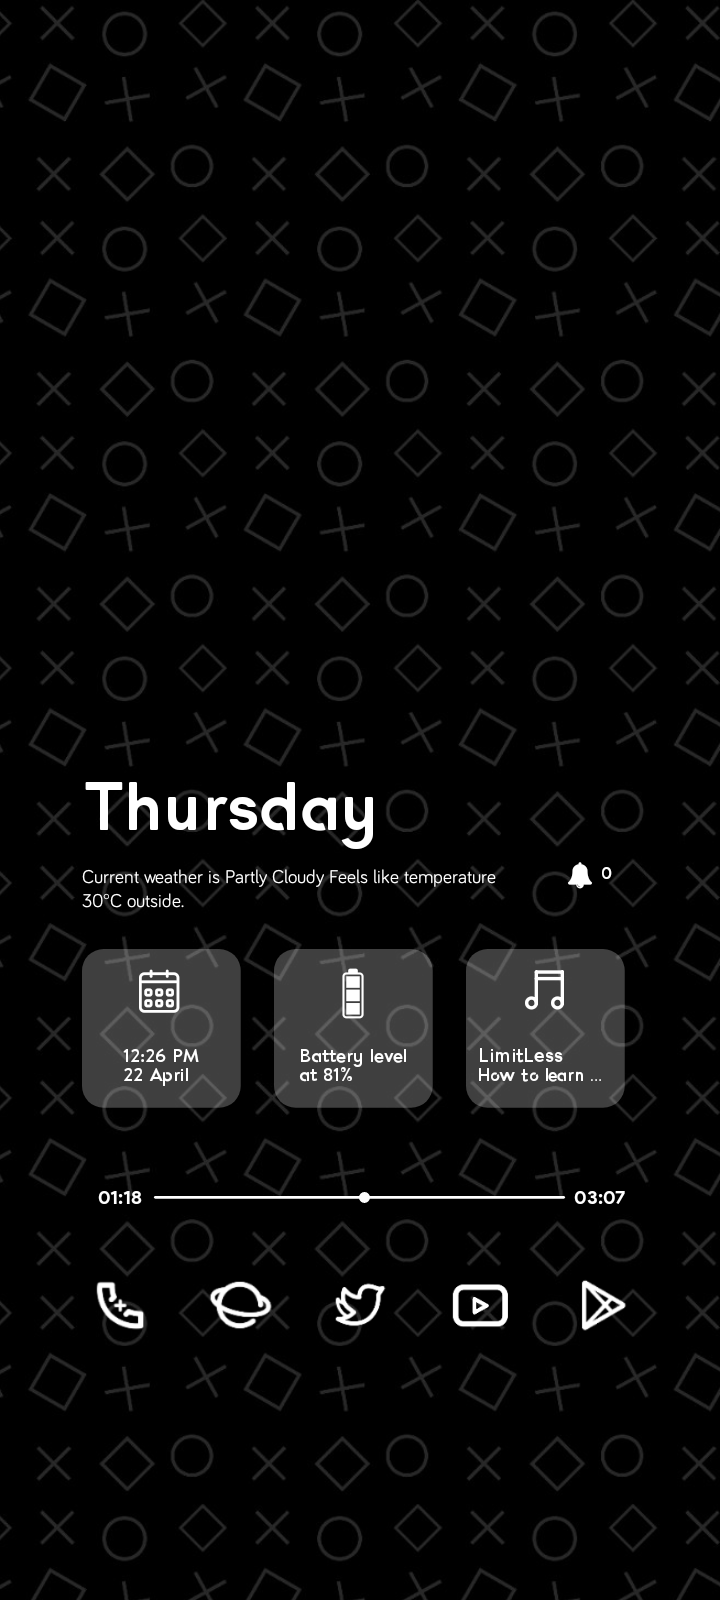 Thursday
Current weather is Partly Cloudy Feels like temperature
30°C outside.
0
12:26 PM
22 April
Battery level
at 81%
LimitLess
How to learn ...
01:18
03:07